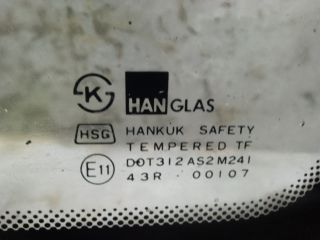 K HANGLAS
HSG HANKUK SAFETY
TEMPERED TF
E11 DOT312AS2M241
43R - 00107